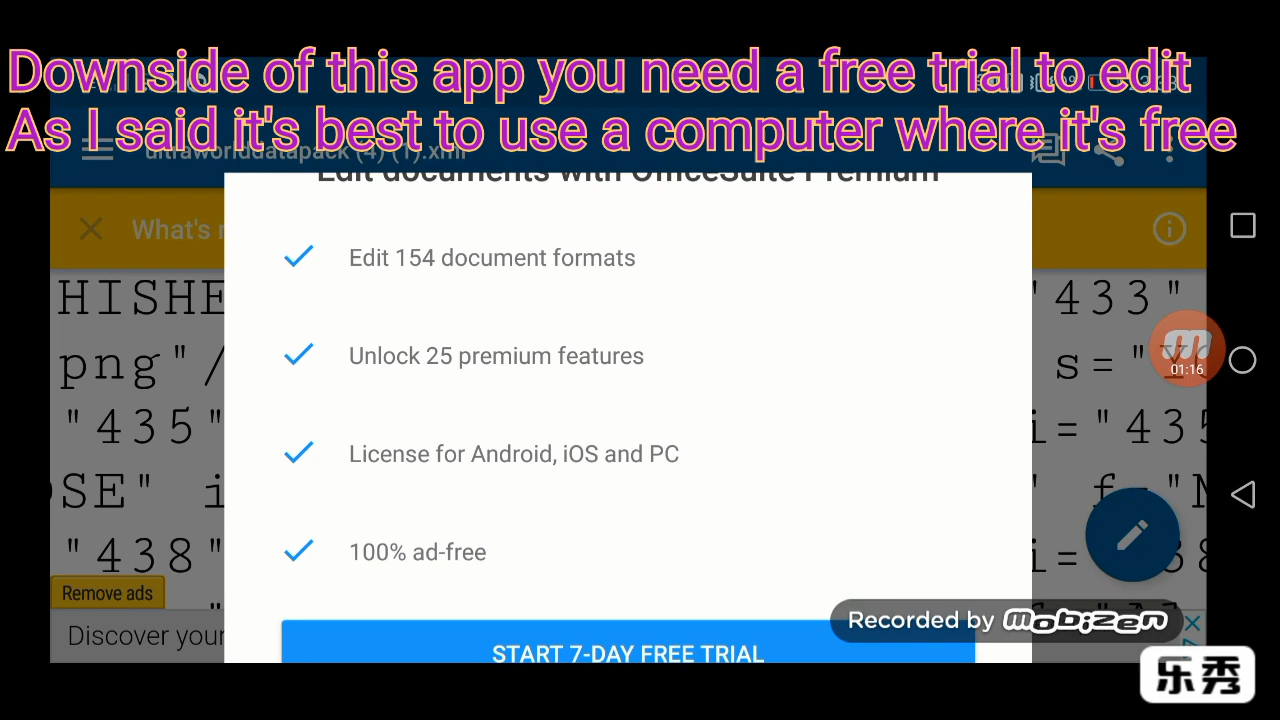 Downside of this app you need a free trial to edit
As I said it's best to use a computer where it's free
ultraworlddatapack (4) (1).xml
Edit documents with OfficeSuite Premium
What's
Edit 154 document formats
HISHE
"433"
Unlock 25 premium features
png"/
s="
01:16
"435"
i="435
License for Android, iOS and PC
OSE" i
" f="
"438"
100% ad-free
i=
Remove ads
Recorded by mobizen
Discover your
START 7-DAY FREE TRIAL
乐秀